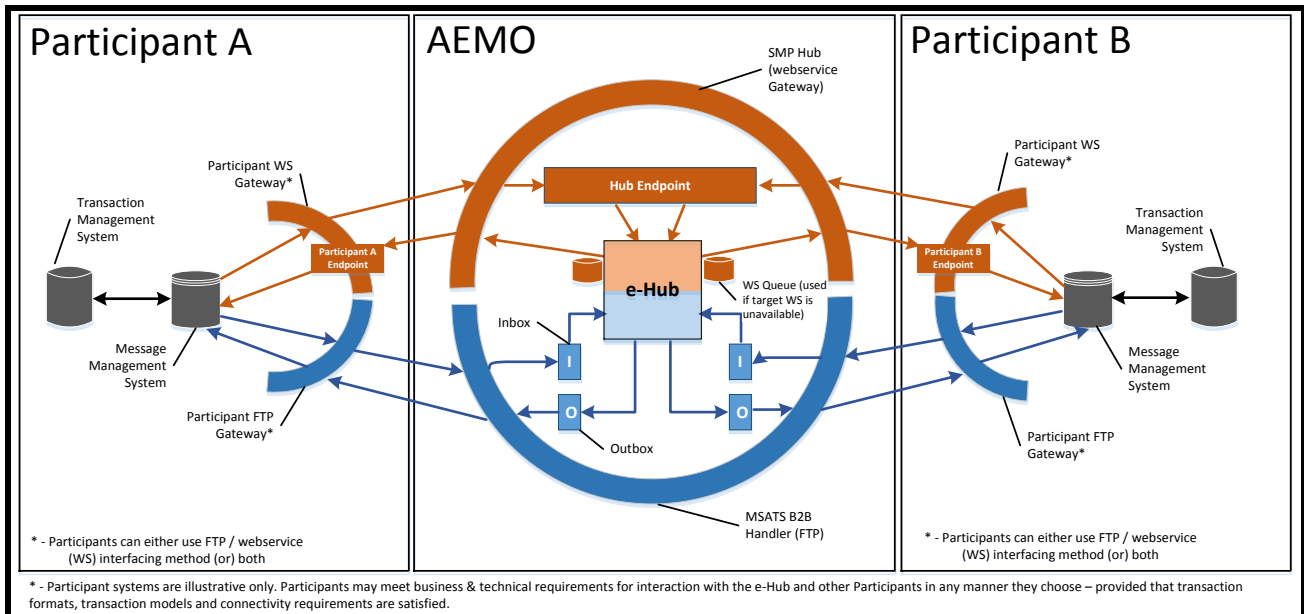 Participant A
AEMO
Participant B
SMP Hub
(webservice
Gateway)
Participant WS
Gateway*
Transaction
Management
System
Participant A
Endpoint
Message
Management
System
Participant FTP
Gateway*
* - Participants can either use FTP / webservice
(WS) interfacing method (or) both
Hub Endpoint
e-Hub
WS Queue (used
if target WS is
unavailable)
Inbox
I
I
O
O
Outbox
MSATS B2B
Handler (FTP)
Participant WS
Gateway*
Transaction
Management
System
Participant B
Endpoint
Message
Management
System
Participant FTP
Gateway*
* - Participants can either use FTP / webservice
(WS) interfacing method (or) both
* - Participant systems are illustrative only. Participants may meet business & technical requirements for interaction with the e-Hub and other Participants in any manner they choose – provided that transaction
formats, transaction models and connectivity requirements are satisfied.